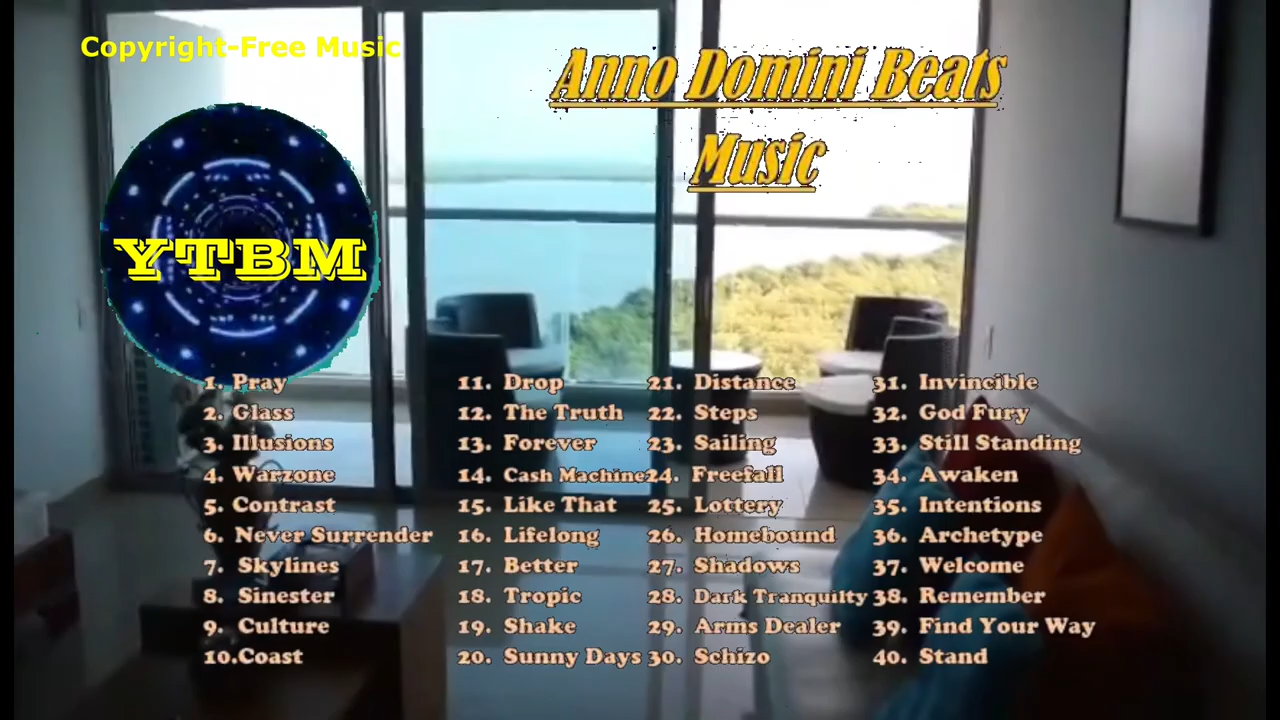 Copyright-Free Music
Anno Domini Beats
Music
YTBM
1. Pray
2. Glass
3. Illusions
4. Warzone
5. Contrast
6. Never Surrender
7. Skylines
8. Sinester
9. Culture
10.Coast
11. Drop
12. The Truth
13. Forever
14. Cash Machine
15. Like That
16. Lifelong
17. Better
18. Tropic
19. Shake
20. Sunny Days
21. Distance
22. Steps
23. Sailing
24. Freefall
25. Lottery
26. Homebound
27. Shadows
28. Dark Tranquilty
29. Arms Dealer
30. Schizo
31. Invincible
32. God Fury
33. Still Standing
34. Awaken
35. Intentions
36. Archetype
37. Welcome
38. Remember
39. Find Your Way
40. Stand